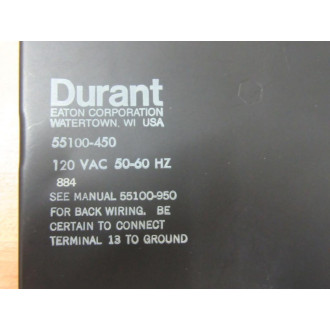 Durant
EATON CORPORATION
WATERTOWN, WI USA
55100-450
120 VAC 50-60 HZ
884
SEE MANUAL 55100-950
FOR BACK WIRING. BE
CERTAIN TO CONNECT
TERMINAL 13 TO GROUND